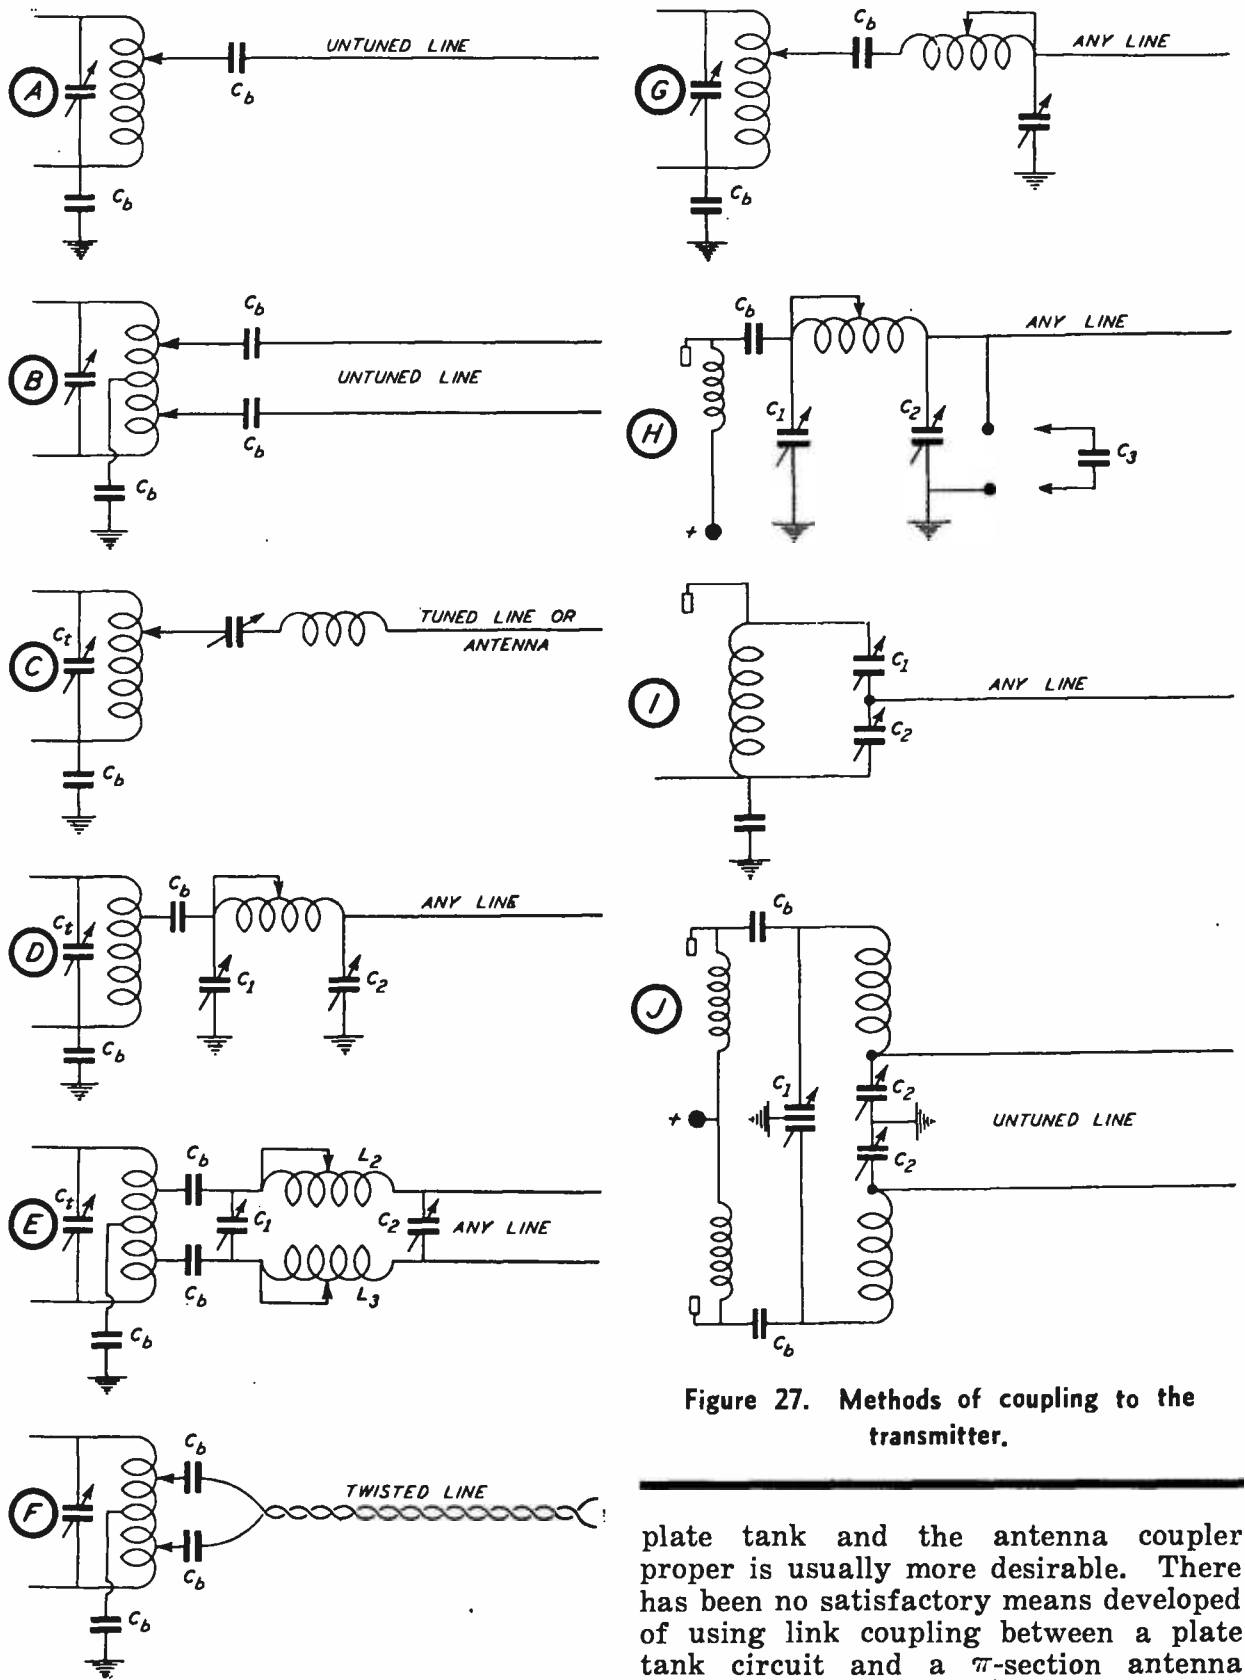 A
UNTUNED LINE
Cb
Cb
B
Cb
UNTUNED LINE
Cb
Cb
C
Ct
TUNED LINE OR
ANTENNA
Cb
D
Ct
Cb
ANY LINE
C1
C2
Cb
E
Ct
Cb
L2
C1
C2
ANY LINE
Cb
L3
Cb
F
Cb
TWISTED LINE
Cb
Cb
G
Cb
ANY LINE
Cb
H
Cb
ANY LINE
C1
C2
C3
+
I
C1
ANY LINE
C2
J
Cb
C1
C2
+
UNTUNED LINE
C2
Cb
Figure 27. Methods of coupling to the
transmitter.
plate tank and the antenna coupler
proper is usually more desirable. There
has been no satisfactory means developed
of using link coupling between a plate
tank circuit and a π-section antenna